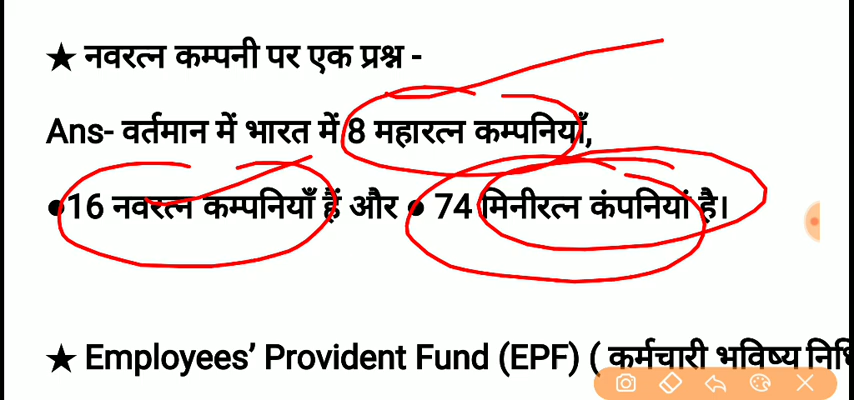 ★ नवरत्न कम्पनी पर एक प्रश्न -
Ans- वर्तमान में भारत में 8 महारत्न कम्पनियाँ,
●16 नवरत्न कम्पनियाँ हैं और ● 74 मिनीरत्न कंपनियां है।
★ Employees’ Provident Fund (EPF) ( कर्मचारी भविष्य